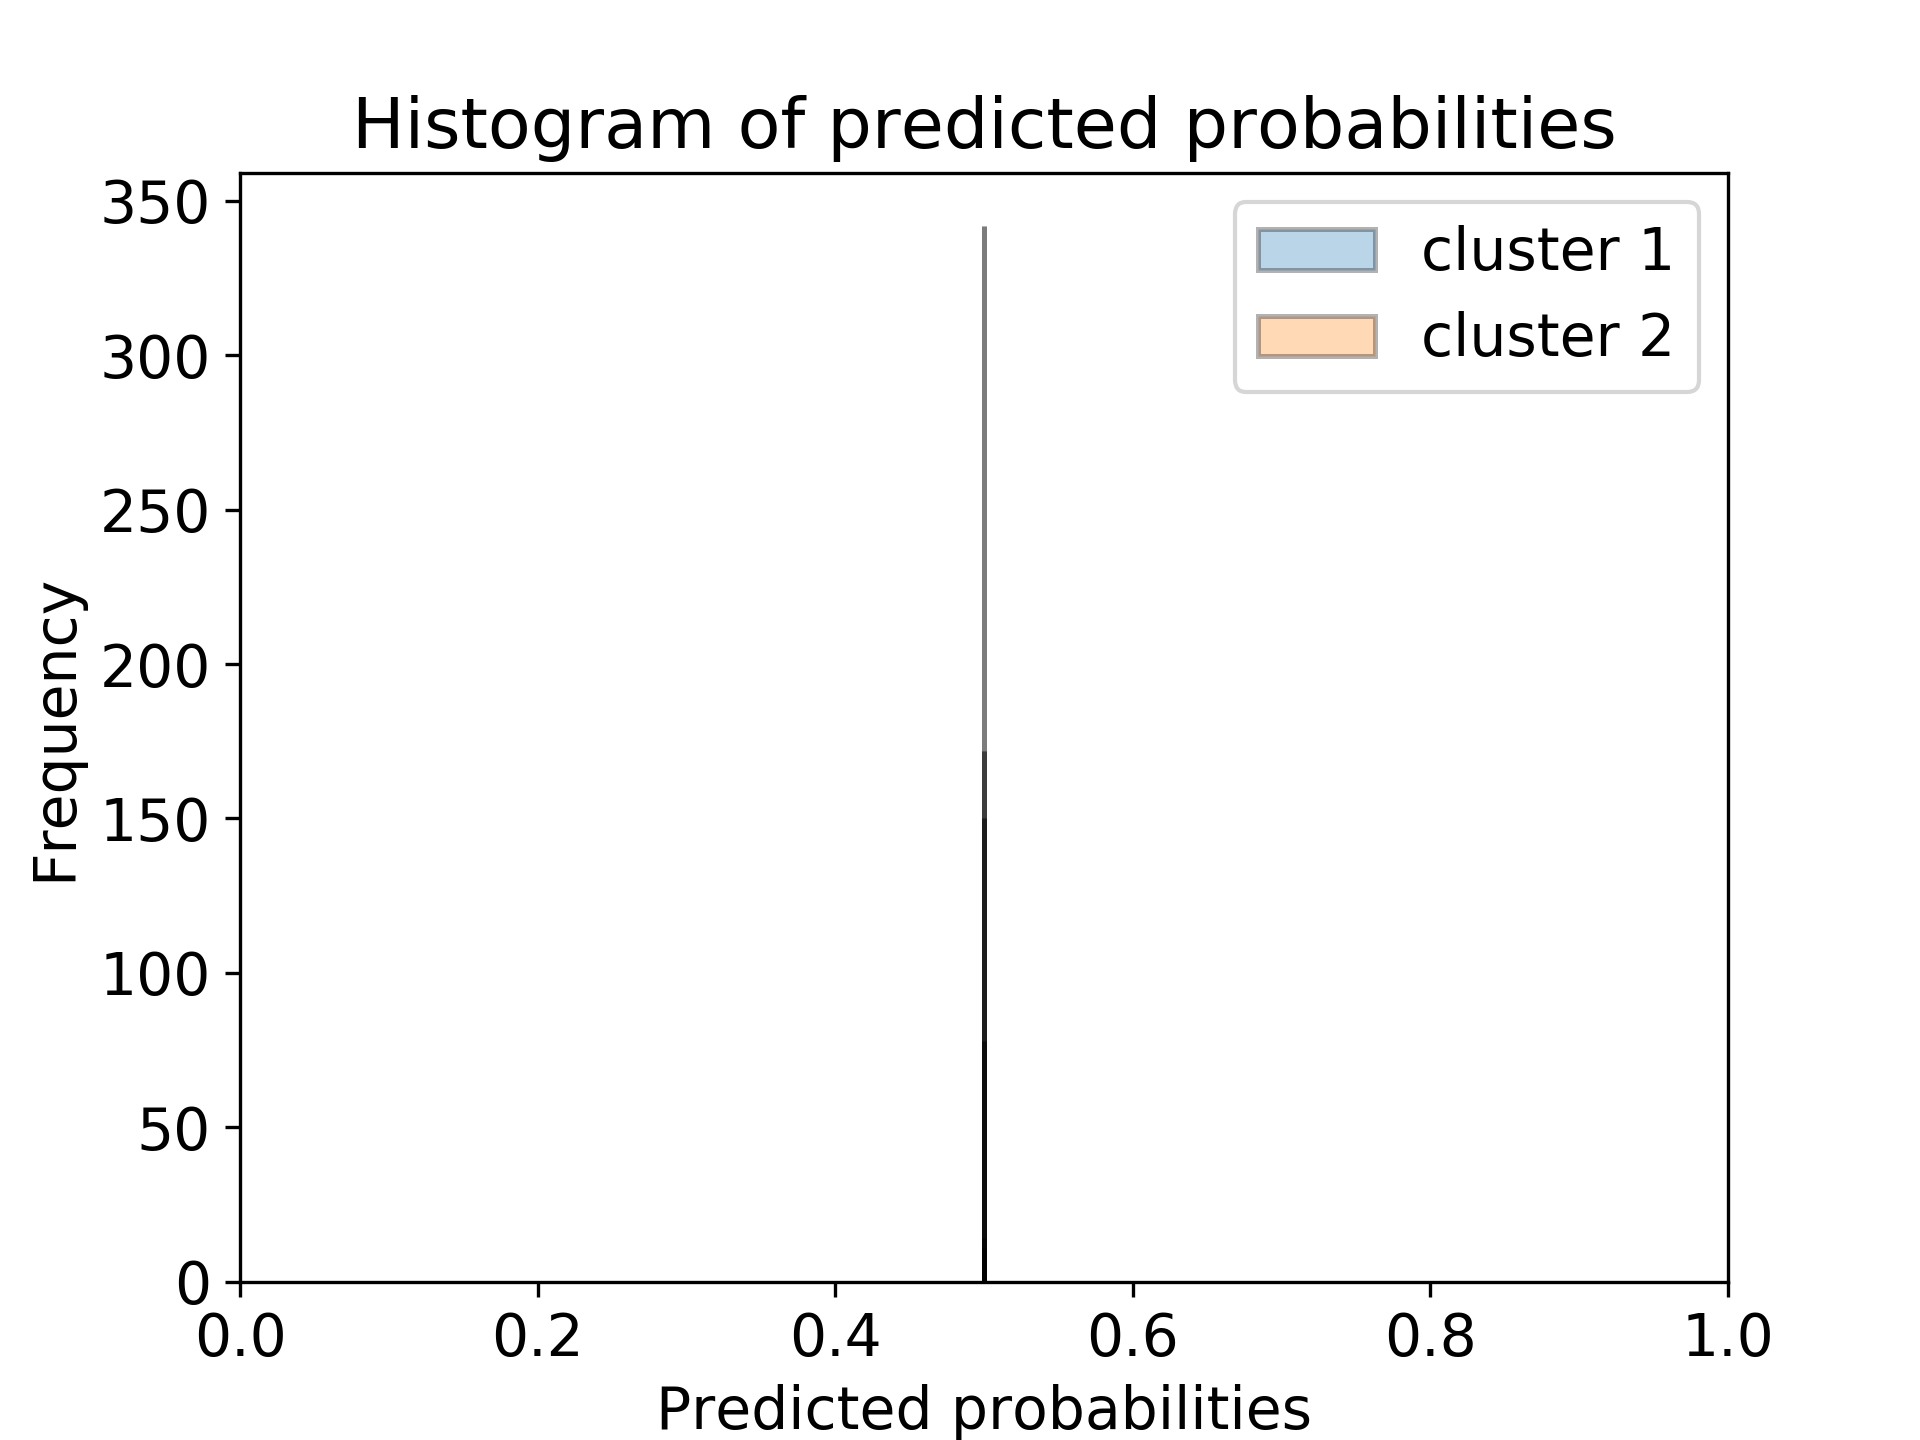 Histogram of predicted probabilities
cluster 1
cluster 2
Frequency
350
300
250
200
150
100
50
0
0.0 0.2 0.4 0.6 0.8 1.0
Predicted probabilities